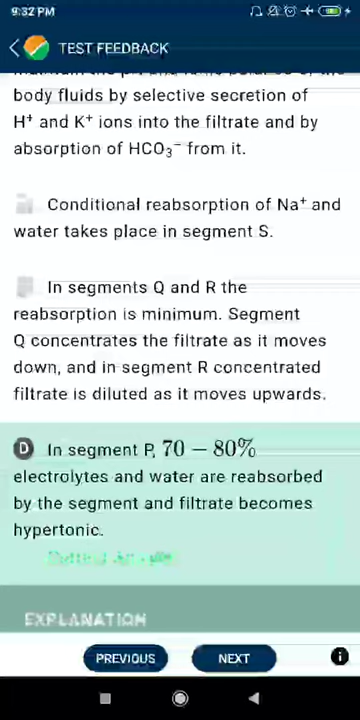 9:32 PM
TEST FEEDBACK
body fluids by selective secretion of
H⁺ and K⁺ ions into the filtrate and by
absorption of HCO₃⁻ from it.
Conditional reabsorption of Na⁺ and
water takes place in segment S.
In segments Q and R the
reabsorption is minimum. Segment
Q concentrates the filtrate as it moves
down, and in segment R concentrated
filtrate is diluted as it moves upwards.
D In segment P, 70 – 80%
electrolytes and water are reabsorbed
by the segment and filtrate becomes
hypertonic.
EXPLANATION
PREVIOUS NEXT